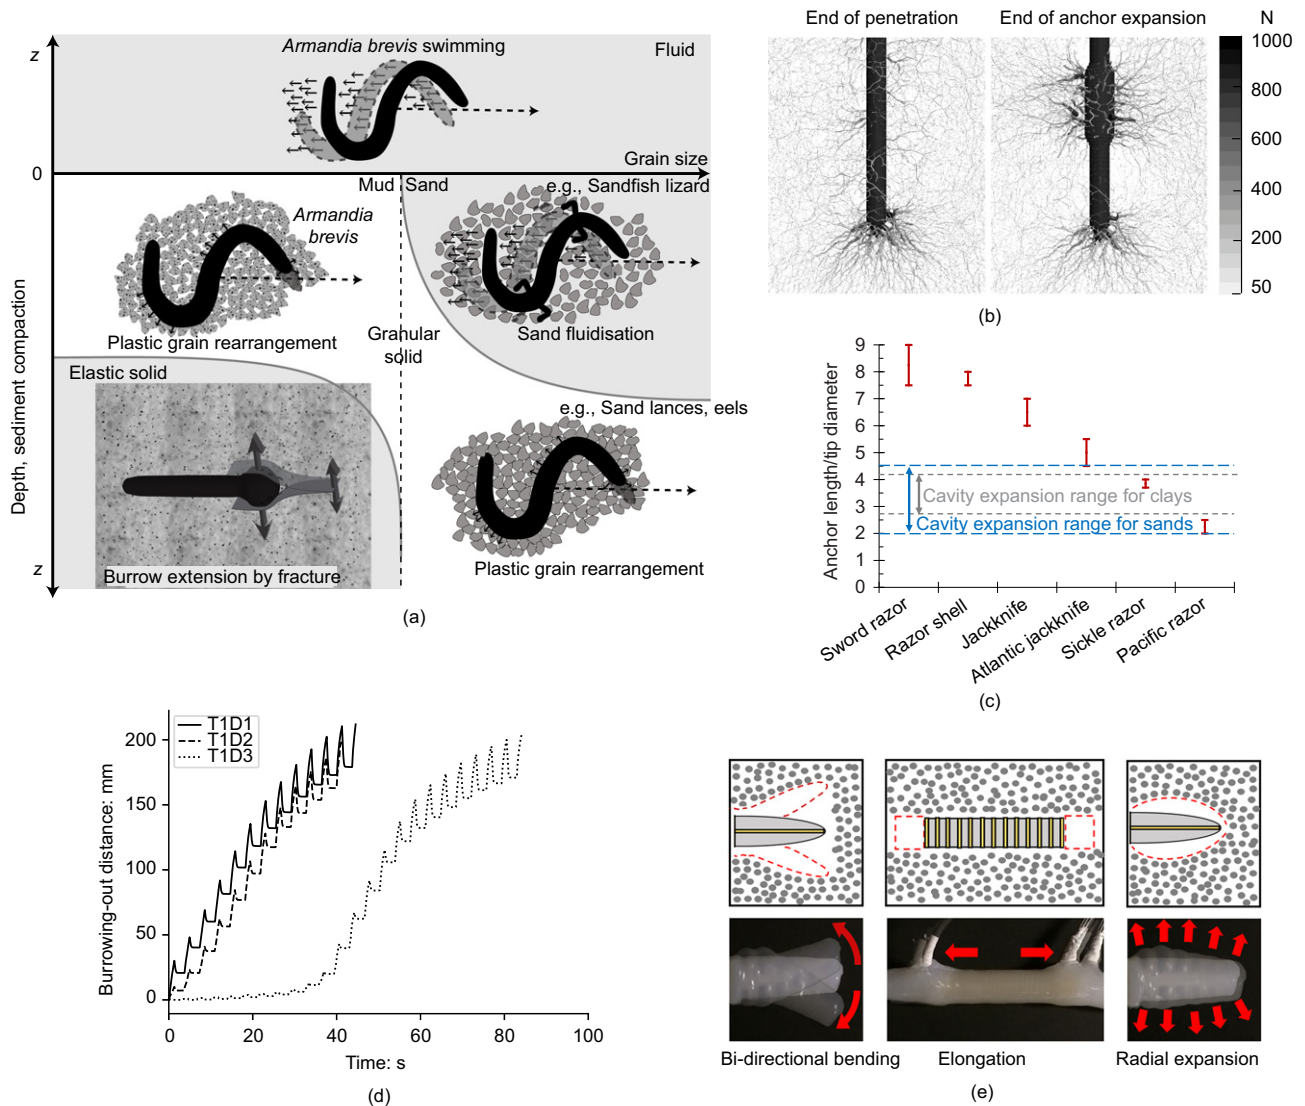 z
Armandia brevis swimming
Fluid
Grain size
0
Mud
Sand
e.g., Sandfish lizard
Armandia
brevis
Plastic grain rearrangement
Granular
solid
Sand fluidisation
Elastic solid
e.g., Sand lances, eels
Burrow extension by fracture
Plastic grain rearrangement
z
Depth, sediment compaction
(a)
End of penetration
End of anchor expansion
N
1000
800
600
400
200
50
(b)
9
8
7
6
5
4
3
2
1
0
Anchor length/tip diameter
Cavity expansion range for clays
Cavity expansion range for sands
Sword razor
Razor shell
Jackknife
Atlantic jackknife
Sickle razor
Pacific razor
(c)
T1D1
T1D2
T1D3
200
150
100
50
0
Burrowing-out distance: mm
0
20
40
60
80
100
Time: s
(d)
Bi-directional bending
Elongation
Radial expansion
(e)